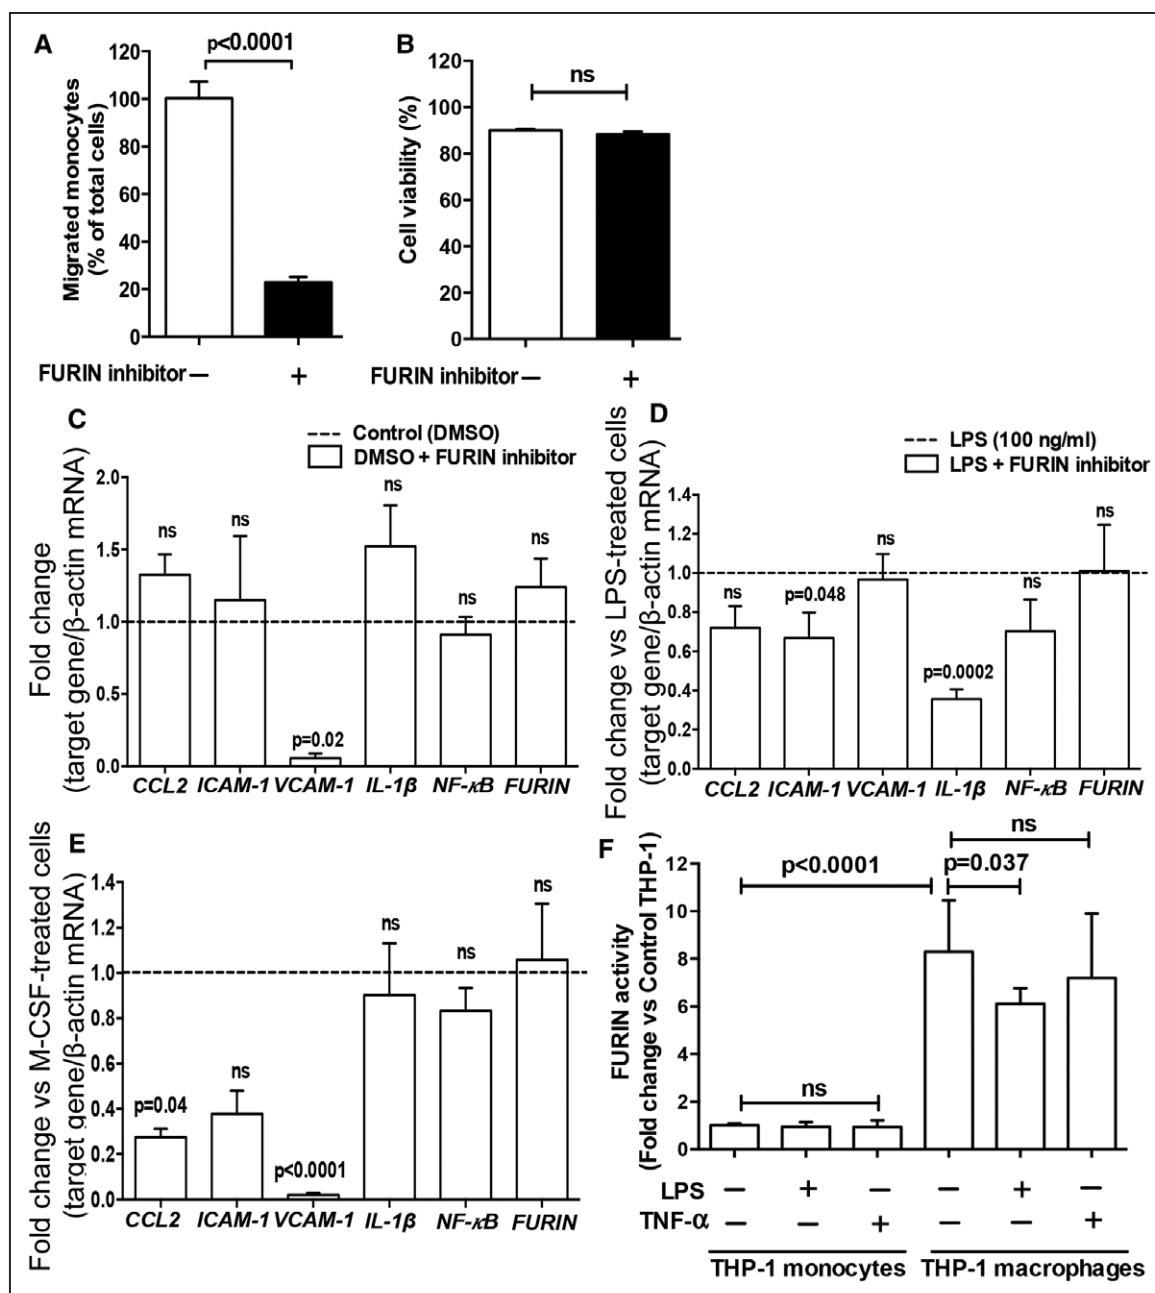 A
p<0.0001
Migrated monocytes
(% of total cells)
120
100
80
60
40
20
0
FURIN inhibitor — +
B
ns
Cell viability (%)
120
100
80
60
40
20
0
FURIN inhibitor — +
C
Control (DMSO)
DMSO + FURIN inhibitor
Fold change
(target gene/β-actin mRNA)
2.0
1.5
1.0
0.5
0.0
ns ns p=0.02 ns ns ns
CCL2 ICAM-1 VCAM-1 IL-1β NF-κB FURIN
D
LPS (100 ng/ml)
LPS + FURIN inhibitor
Fold change vs LPS-treated cells
(target gene/β-actin mRNA)
1.4
1.2
1.0
0.8
0.6
0.4
0.2
0.0
ns p=0.048 ns p=0.0002 ns ns
CCL2 ICAM-1 VCAM-1 IL-1β NF-κB FURIN
E
Fold change vs M-CSF-treated cells
(target gene/β-actin mRNA)
1.4
1.2
1.0
0.8
0.6
0.4
0.2
0.0
p=0.04 ns p<0.0001 ns ns ns
CCL2 ICAM-1 VCAM-1 IL-1β NF-κB FURIN
F
ns
p<0.0001 p=0.037
ns
FURIN activity
(Fold change vs Control THP-1)
12
10
8
6
4
2
0
LPS — + — — + —
TNF-α — — + — — +
THP-1 monocytes THP-1 macrophages